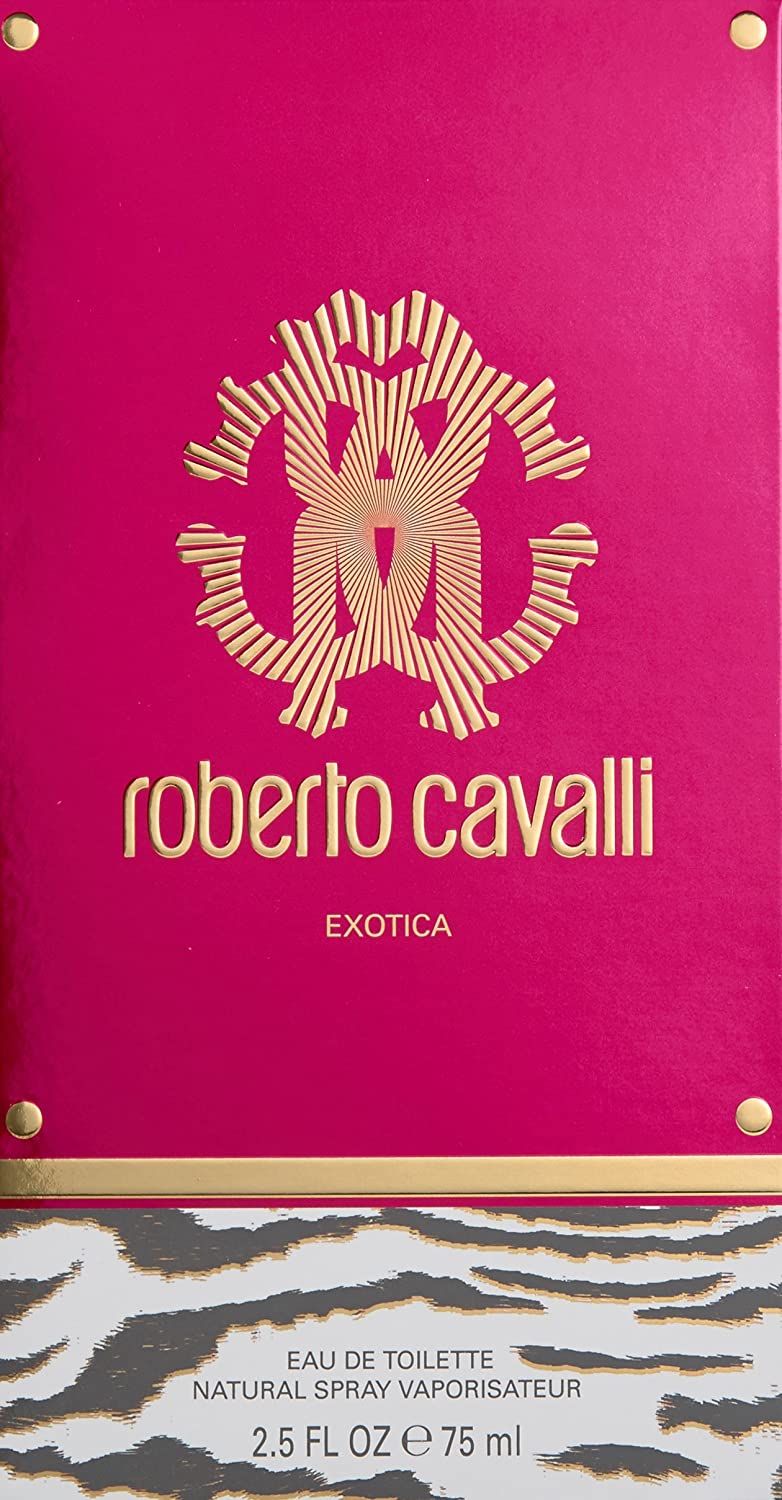 roberto cavalli
EXOTICA
EAU DE TOILETTE
NATURAL SPRAY VAPORISATEUR
2.5 FL OZ ℮ 75 ml